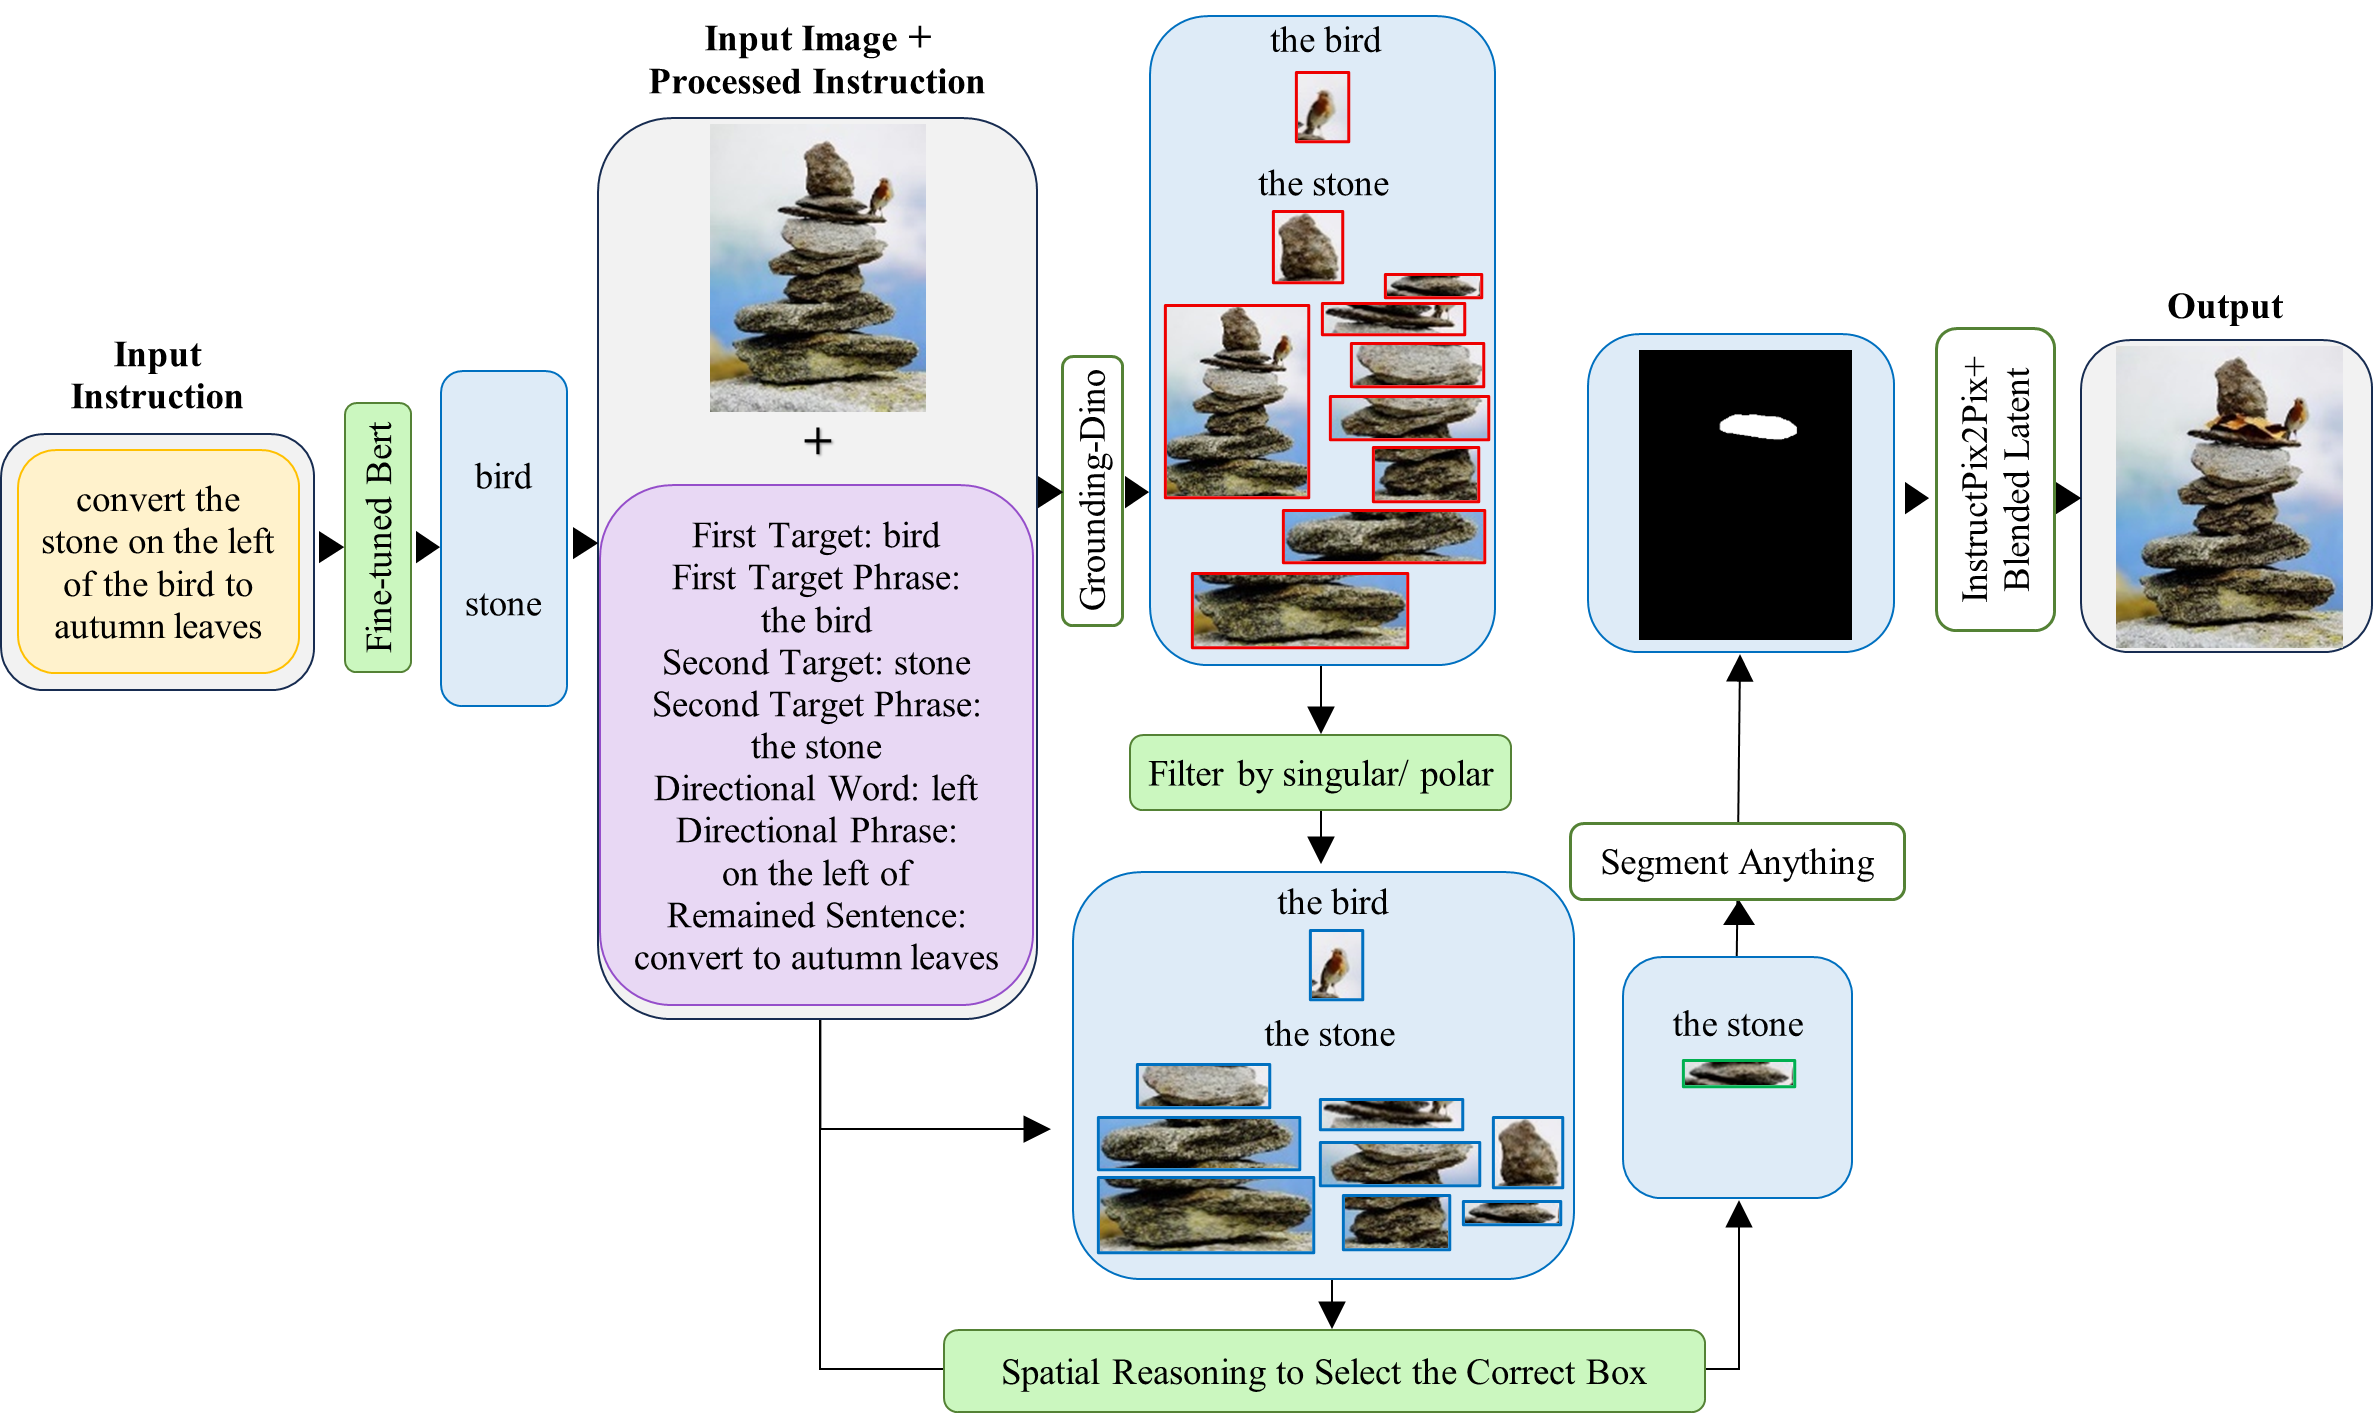 Input
Instruction
convert the
stone on the left
of the bird to
autumn leaves
Fine-tuned Bert
bird
stone
Input Image +
Processed Instruction
+
First Target: bird
First Target Phrase:
the bird
Second Target: stone
Second Target Phrase:
the stone
Directional Word: left
Directional Phrase:
on the left of
Remained Sentence:
convert to autumn leaves
Grounding-Dino
the bird
the stone
Filter by singular/ polar
the bird
the stone
Spatial Reasoning to Select the Correct Box
the stone
Segment Anything
InstructPix2Pix+
Blended Latent
Output